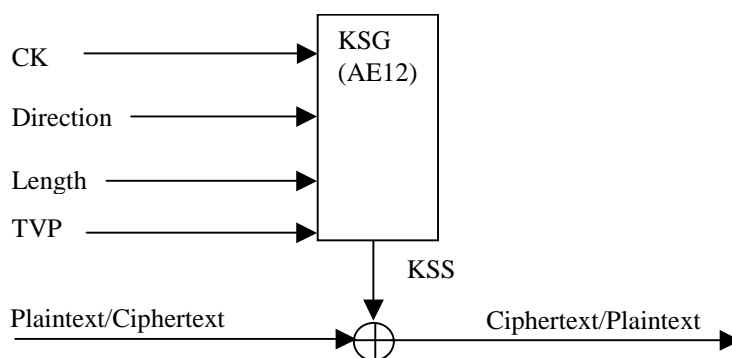 CK
KSG
(AE12)
Direction
Length
TVP
KSS
Plaintext/Ciphertext
Ciphertext/Plaintext